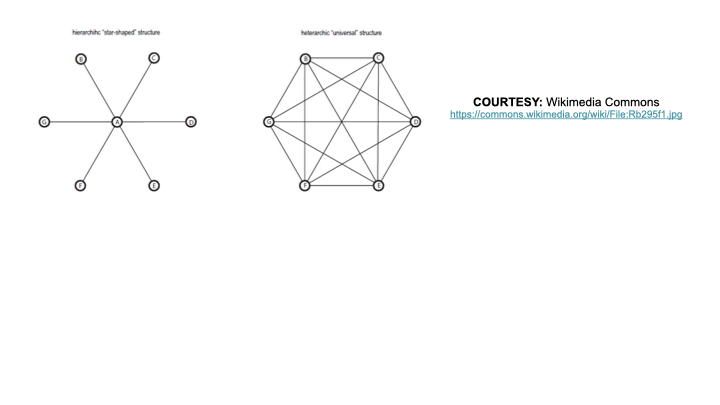 hierarchihc "star-shaped" structure
B
C
G
A
D
F
E
heterarchic "universal" structure
B
C
G
D
F
E
COURTESY: Wikimedia Commons
https://commons.wikimedia.org/wiki/File:Rb295f1.jpg